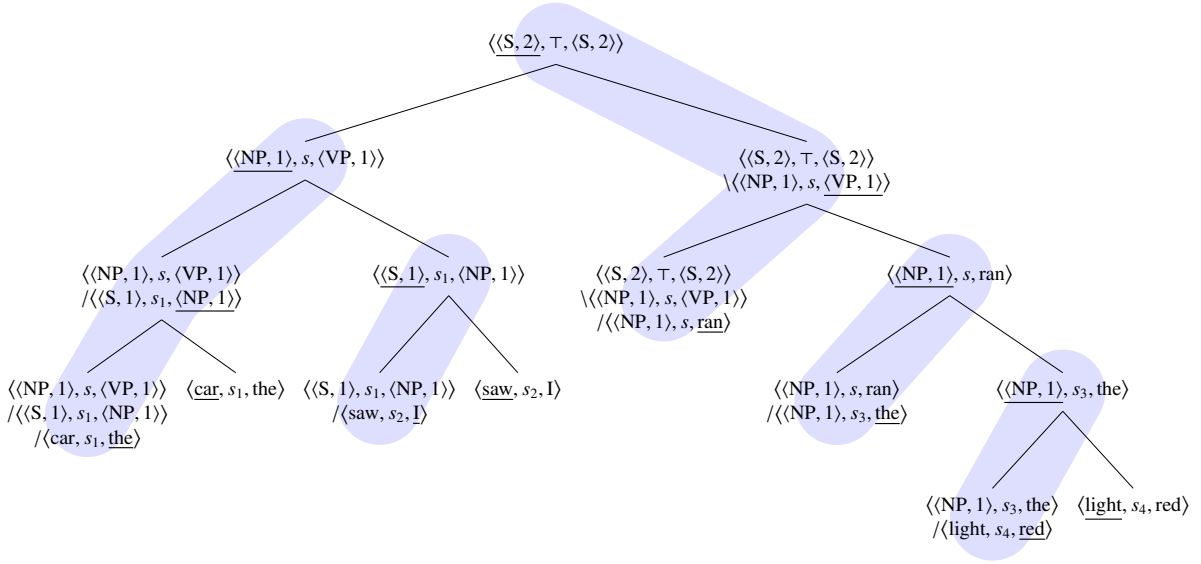 ⟨⟨S, 2⟩, ⊤, ⟨S, 2⟩⟩
⟨⟨NP, 1⟩, s, ⟨VP, 1⟩⟩
⟨⟨S, 2⟩, ⊤, ⟨S, 2⟩⟩
\⟨⟨NP, 1⟩, s, ⟨VP, 1⟩⟩
⟨⟨NP, 1⟩, s, ⟨VP, 1⟩⟩
/⟨⟨S, 1⟩, s₁, ⟨NP, 1⟩⟩
⟨⟨S, 1⟩, s₁, ⟨NP, 1⟩⟩
⟨⟨S, 2⟩, ⊤, ⟨S, 2⟩⟩
\⟨⟨NP, 1⟩, s, ⟨VP, 1⟩⟩
/⟨⟨NP, 1⟩, s, ran⟩
⟨⟨NP, 1⟩, s, ran⟩
⟨⟨NP, 1⟩, s, ⟨VP, 1⟩⟩
/⟨⟨S, 1⟩, s₁, ⟨NP, 1⟩⟩
/⟨car, s₁, the⟩
⟨car, s₁, the⟩
⟨⟨S, 1⟩, s₁, ⟨NP, 1⟩⟩
/⟨saw, s₂, I⟩
⟨saw, s₂, I⟩
⟨⟨NP, 1⟩, s, ran⟩
/⟨⟨NP, 1⟩, s₃, the⟩
⟨⟨NP, 1⟩, s₃, the⟩
⟨⟨NP, 1⟩, s₃, the⟩
/⟨light, s₄, red⟩
⟨light, s₄, red⟩